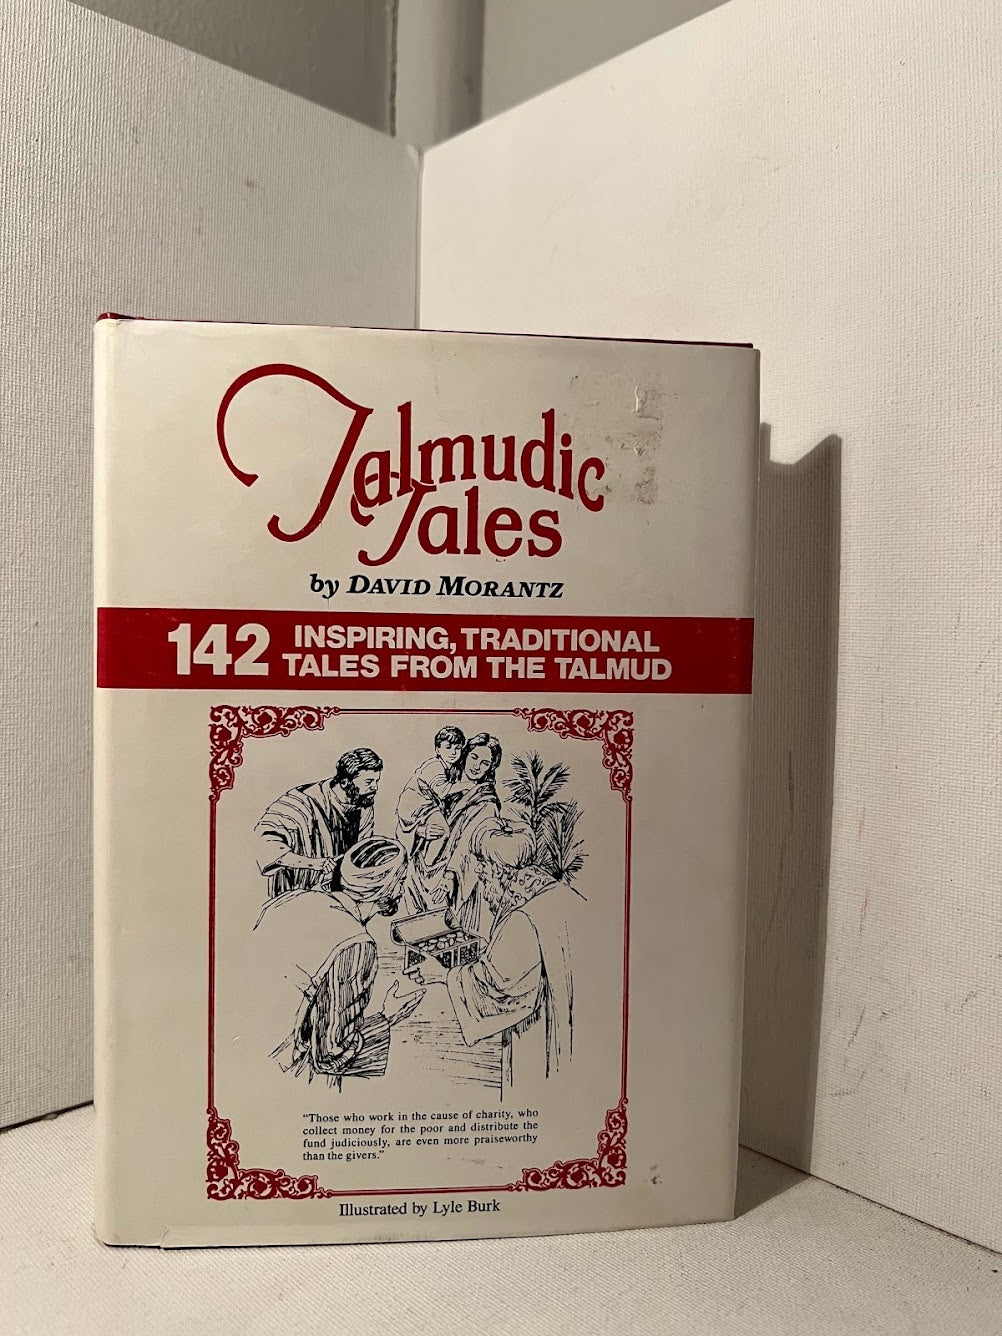 Talmudic
Tales
by DAVID MORANTZ
142 INSPIRING, TRADITIONAL
TALES FROM THE TALMUD
"Those who work in the cause of charity, who
collect money for the poor and distribute the
fund judiciously, are even more praiseworthy
than the givers."
Illustrated by Lyle Burk